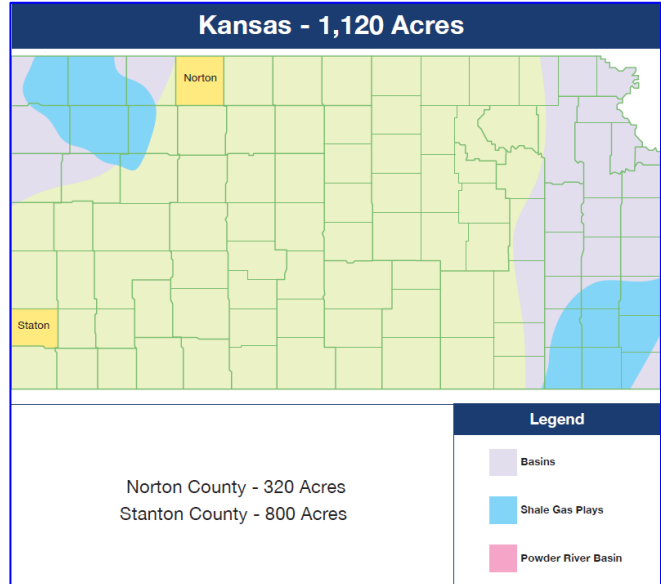 Kansas - 1,120 Acres
Norton
Staton
Norton County - 320 Acres
Stanton County - 800 Acres
Legend
Basins
Shale Gas Plays
Powder River Basin